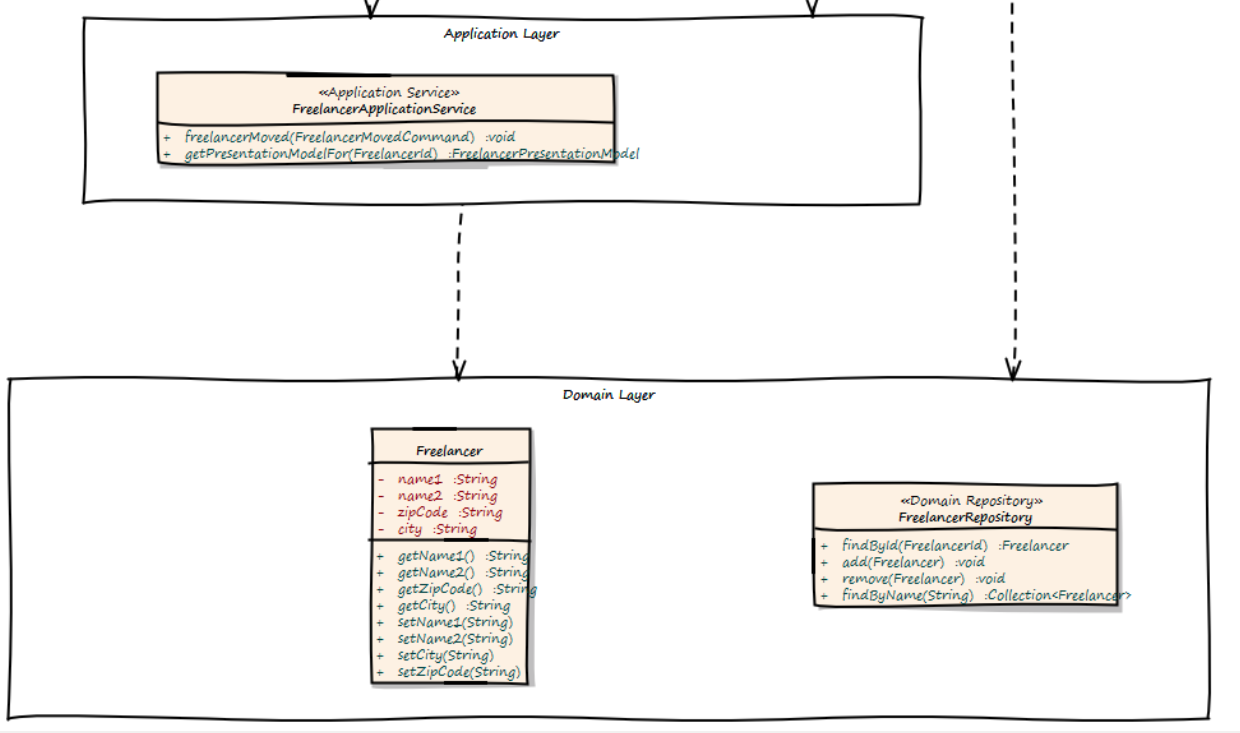 Application Layer
«Application Service»
FreelancerApplicationService
+ freelancerMoved(FreelancerMovedCommand) :void
+ getPresentationModelFor(FreelancerId) :FreelancerPresentationModel
Domain Layer
Freelancer
- name1 :String
- name2 :String
- zipCode :String
- city :String
+ getName1() :String
+ getName2() :String
+ getZipCode() :String
+ getCity() :String
+ setName1(String)
+ setName2(String)
+ setCity(String)
+ setZipCode(String)
«Domain Repository»
FreelancerRepository
+ findById(FreelancerId) :Freelancer
+ add(Freelancer) :void
+ remove(Freelancer) :void
+ findByName(String) :Collection<Freelancer>